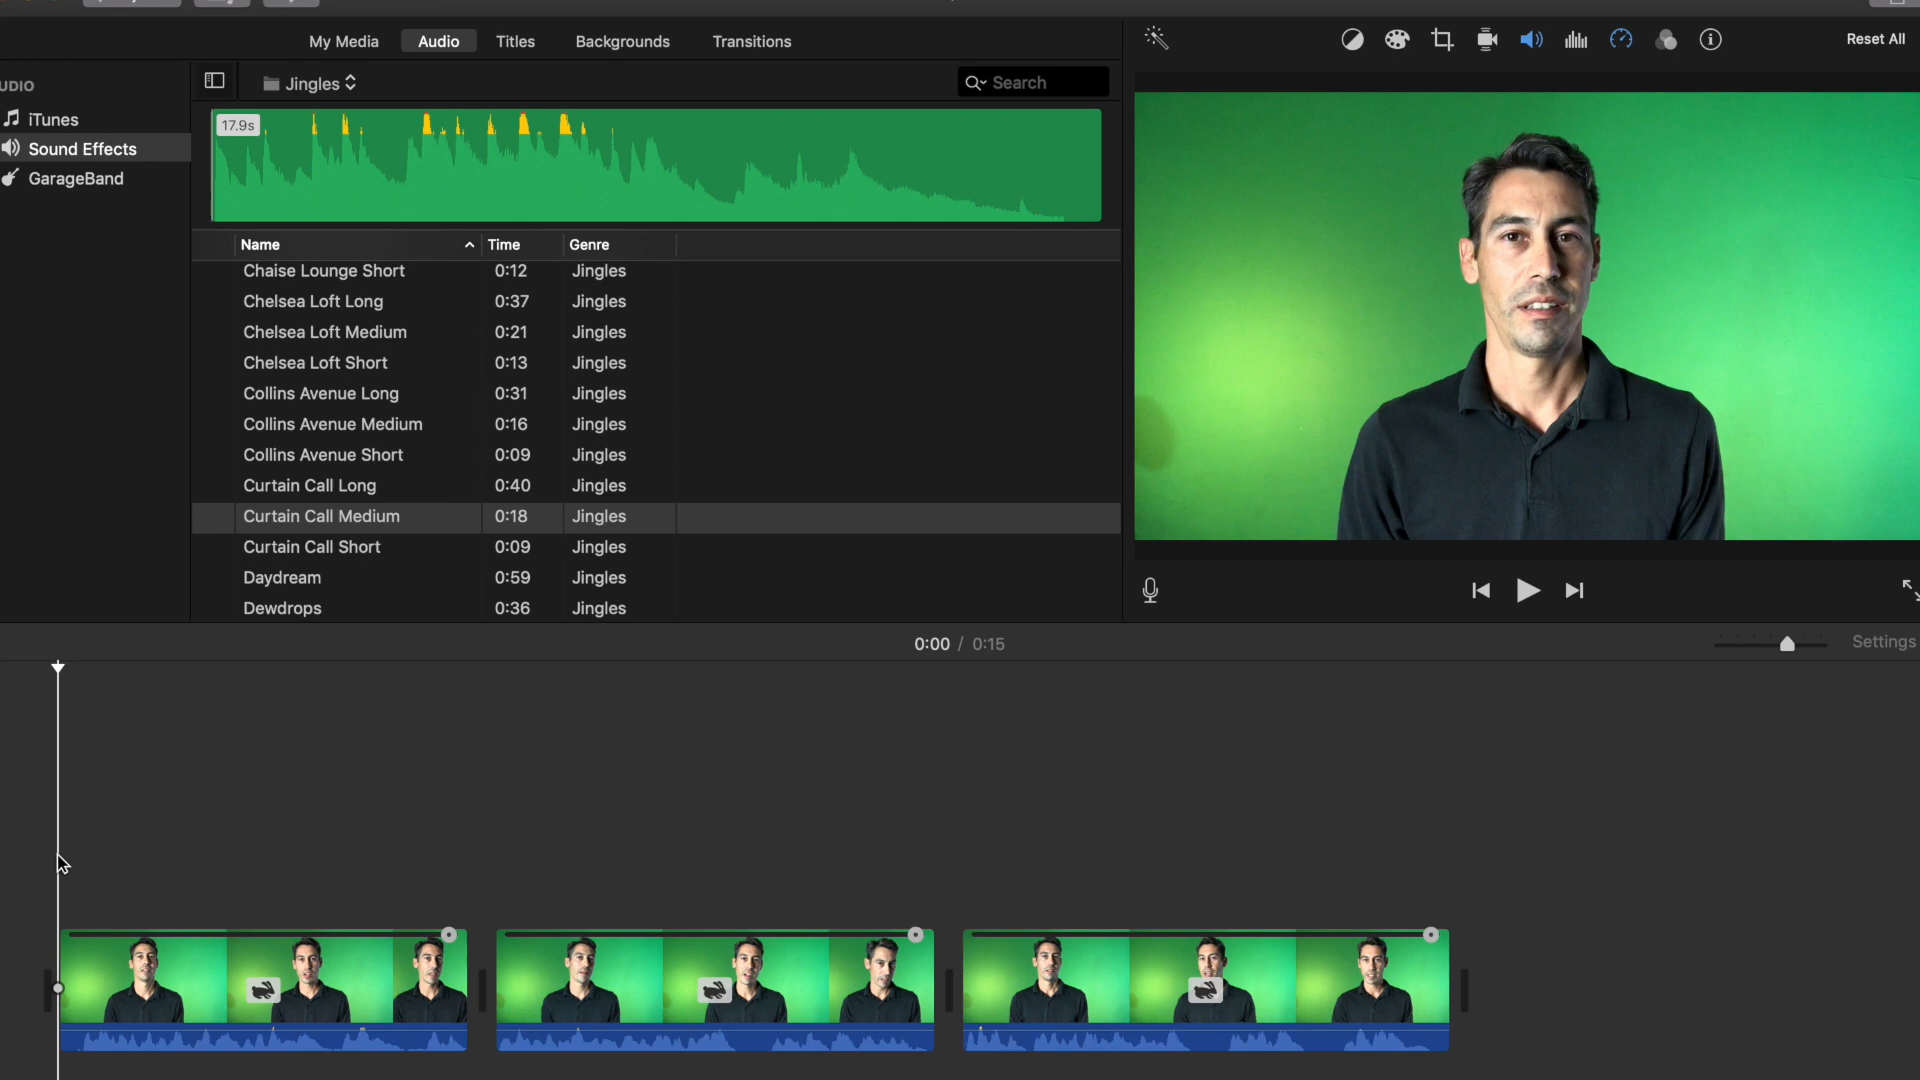 My Media Audio Titles Backgrounds Transitions
Reset All
UDIO
Jingles
Search
iTunes
Sound Effects
GarageBand
17.9s
Name Time Genre
Chaise Lounge Short 0:12 Jingles
Chelsea Loft Long 0:37 Jingles
Chelsea Loft Medium 0:21 Jingles
Chelsea Loft Short 0:13 Jingles
Collins Avenue Long 0:31 Jingles
Collins Avenue Medium 0:16 Jingles
Collins Avenue Short 0:09 Jingles
Curtain Call Long 0:40 Jingles
Curtain Call Medium 0:18 Jingles
Curtain Call Short 0:09 Jingles
Daydream 0:59 Jingles
Dewdrops 0:36 Jingles
0:00 / 0:15
Settings